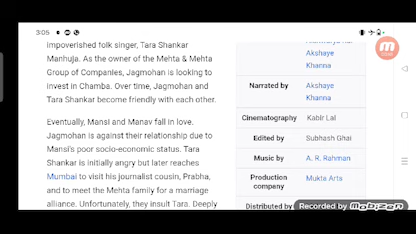 3:05
Impoverished folk singer, Tara Shankar
Manhuja. As the owner of the Mehta & Mehta
Group of Companies, Jagmohan is looking to
invest in Chamba. Over time, Jagmohan and
Tara Shankar become friendly with each other.
Eventually, Mansi and Manav fall in love.
Jagmohan is against their relationship due to
Mansi's poor socio-economic status. Tara
Shankar is initially angry but later reaches
Mumbai to visit his journalist cousin, Prabha,
and to meet the Mehta family for a marriage
alliance. Unfortunately, they insult Tara. Deeply
Akshaye
Khanna
Narrated by
Akshaye
Khanna
Cinematography Kabir Lal
Edited by Subhash Ghai
Music by A. R. Rahman
Production
company
Mukta Arts
Distributed by
Recorded by Mobizen